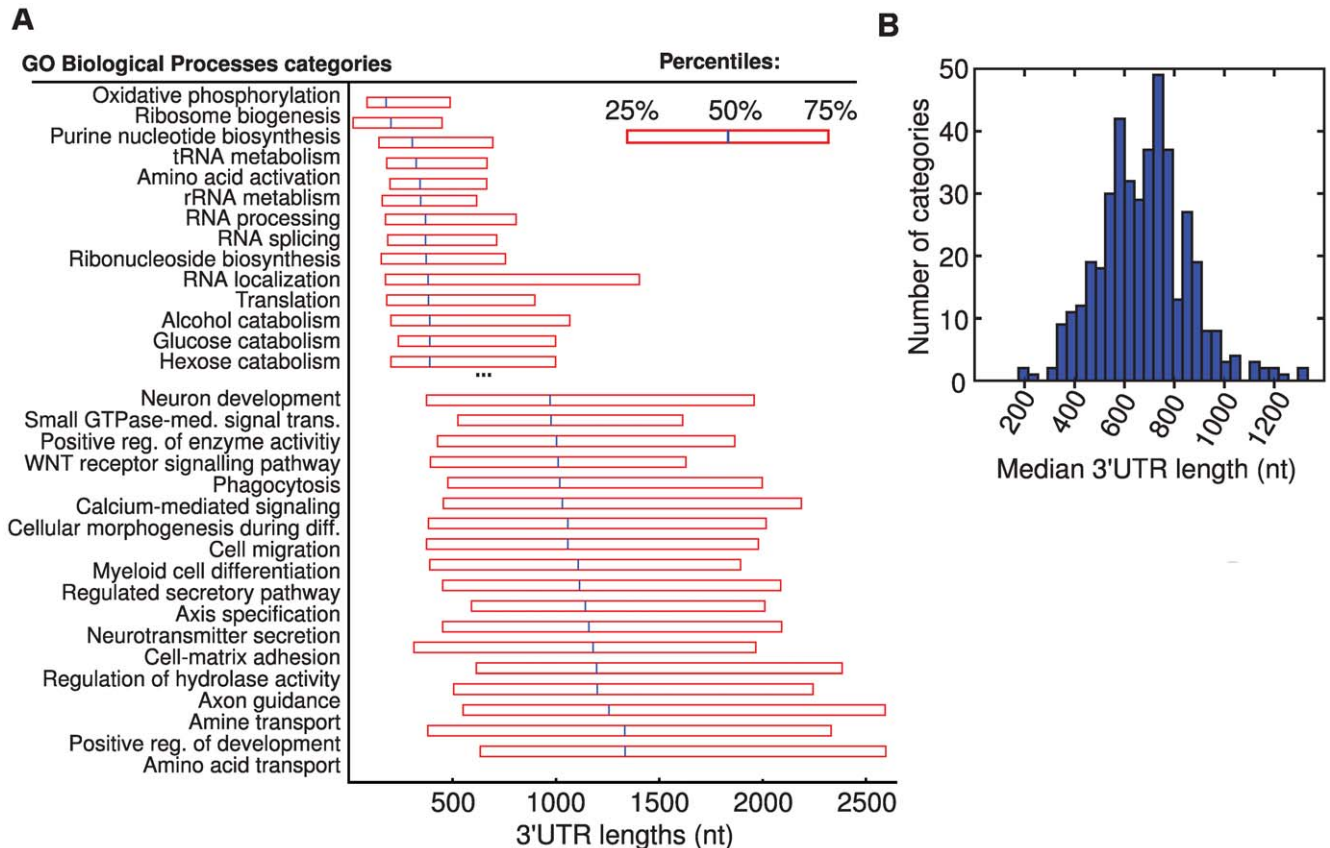 A
GO Biological Processes categories
Percentiles:
25% 50% 75%
Oxidative phosphorylation
Ribosome biogenesis
Purine nucleotide biosynthesis
tRNA metabolism
Amino acid activation
rRNA metablism
RNA processing
RNA splicing
Ribonucleoside biosynthesis
RNA localization
Translation
Alcohol catabolism
Glucose catabolism
Hexose catabolism
...
Neuron development
Small GTPase-med. signal trans.
Positive reg. of enzyme activitiy
WNT receptor signalling pathway
Phagocytosis
Calcium-mediated signaling
Cellular morphogenesis during diff.
Cell migration
Myeloid cell differentiation
Regulated secretory pathway
Axis specification
Neurotransmitter secretion
Cell-matrix adhesion
Regulation of hydrolase activity
Axon guidance
Amine transport
Positive reg. of development
Amino acid transport
500 1000 1500 2000 2500
3'UTR lengths (nt)
B
Number of categories
50
40
30
20
10
0
200 400 600 800 1000 1200
Median 3'UTR length (nt)